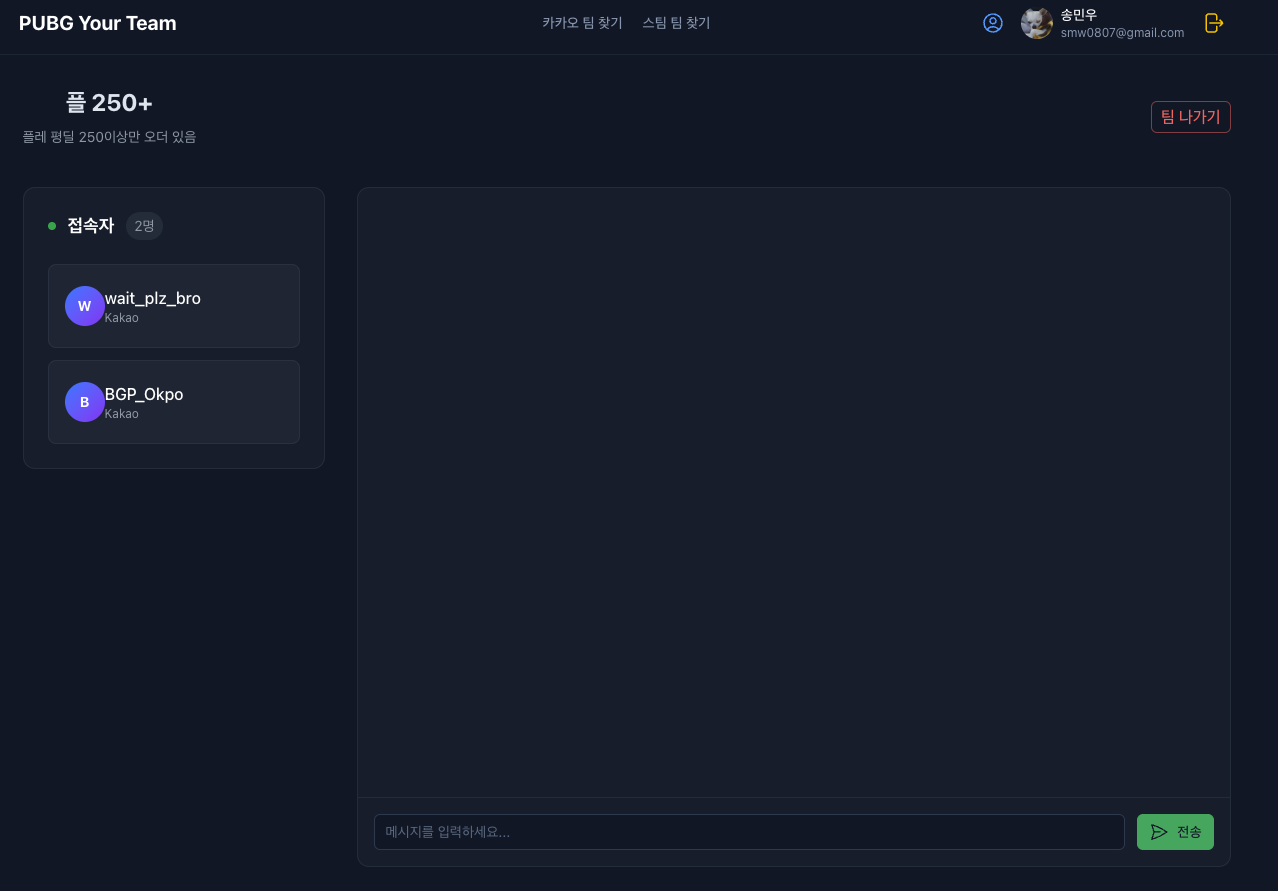 PUBG Your Team
카카오 팀 찾기
스팀 팀 찾기
송민우
smw0807@gmail.com
플 250+
플레 평딜 250이상만 오더 있음
팀 나가기
접속자
2명
W
wait_plz_bro
Kakao
B
BGP_Okpo
Kakao
메시지를 입력하세요...
전송